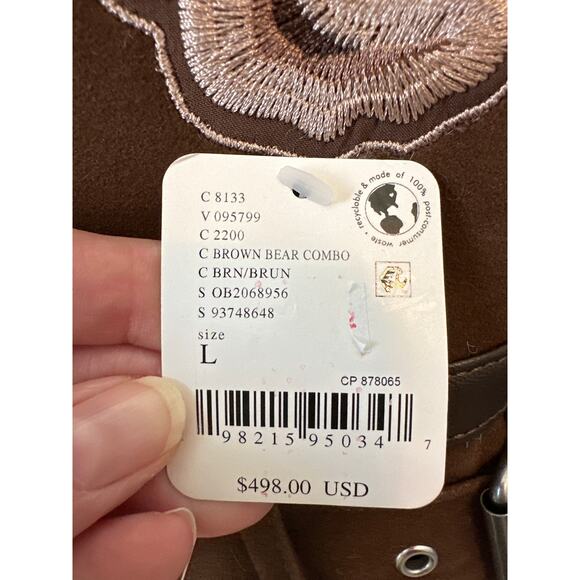 C 8133
V 095799
C 2200
C BROWN BEAR COMBO
C BRN/BRUN
S OB2068956
S 93748648
size
L
recyclable & made of 100% post-consumer waste •
CP 878065
98215 95034 7
$498.00 USD